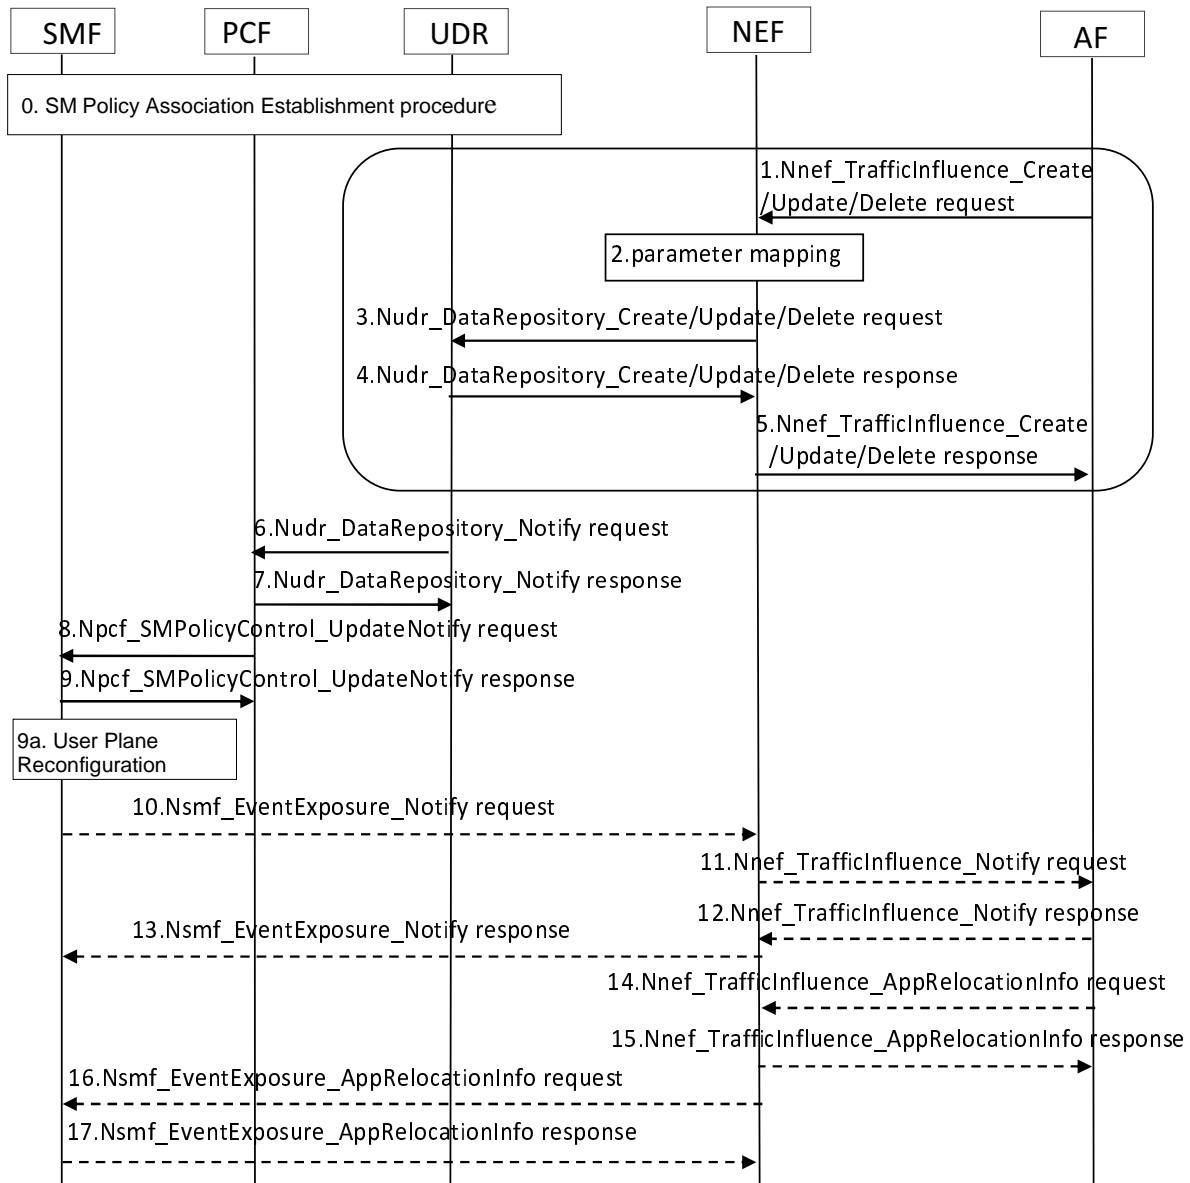 SMF
PCF
UDR
NEF
AF
0. SM Policy Association Establishment procedure
1.Nnef_TrafficInfluence_Create
/Update/Delete request
2.parameter mapping
3.Nudr_DataRepository_Create/Update/Delete request
4.Nudr_DataRepository_Create/Update/Delete response
5.Nnef_TrafficInfluence_Create
/Update/Delete response
6.Nudr_DataRepository_Notify request
7.Nudr_DataRepository_Notify response
8.Npcf_SMPolicyControl_UpdateNotify request
9.Npcf_SMPolicyControl_UpdateNotify response
9a. User Plane
Reconfiguration
10.Nsmf_EventExposure_Notify request
11.Nnef_TrafficInfluence_Notify request
12.Nnef_TrafficInfluence_Notify response
13.Nsmf_EventExposure_Notify response
14.Nnef_TrafficInfluence_AppRelocationInfo request
15.Nnef_TrafficInfluence_AppRelocationInfo response
16.Nsmf_EventExposure_AppRelocationInfo request
17.Nsmf_EventExposure_AppRelocationInfo response